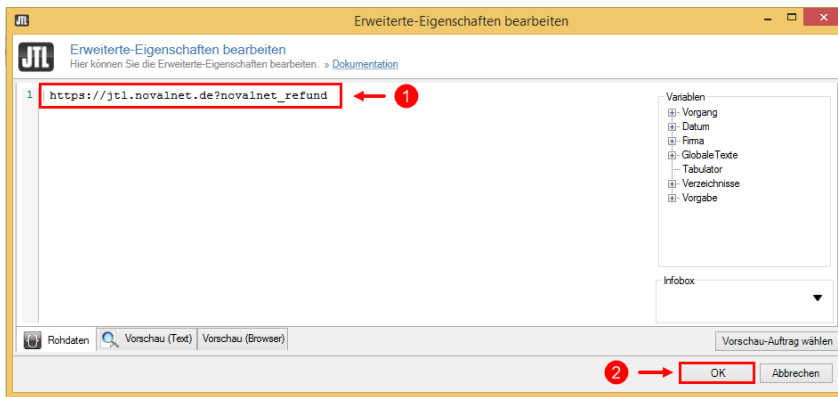 JTL
Erweiterte-Eigenschaften bearbeiten
JTL
Erweiterte-Eigenschaften bearbeiten
Hier können Sie die Erweiterte-Eigenschaften bearbeiten. » Dokumentation
1 https://jtl.novalnet.de?novalnet_refund
1
Variablen
Vorgang
Datum
Firma
GlobaleTexte
Tabulator
Verzeichnisse
Vorgabe
Infobox
Rohdaten Vorschau (Text) Vorschau (Browser)
Vorschau-Auftrag wählen
2
OK Abbrechen